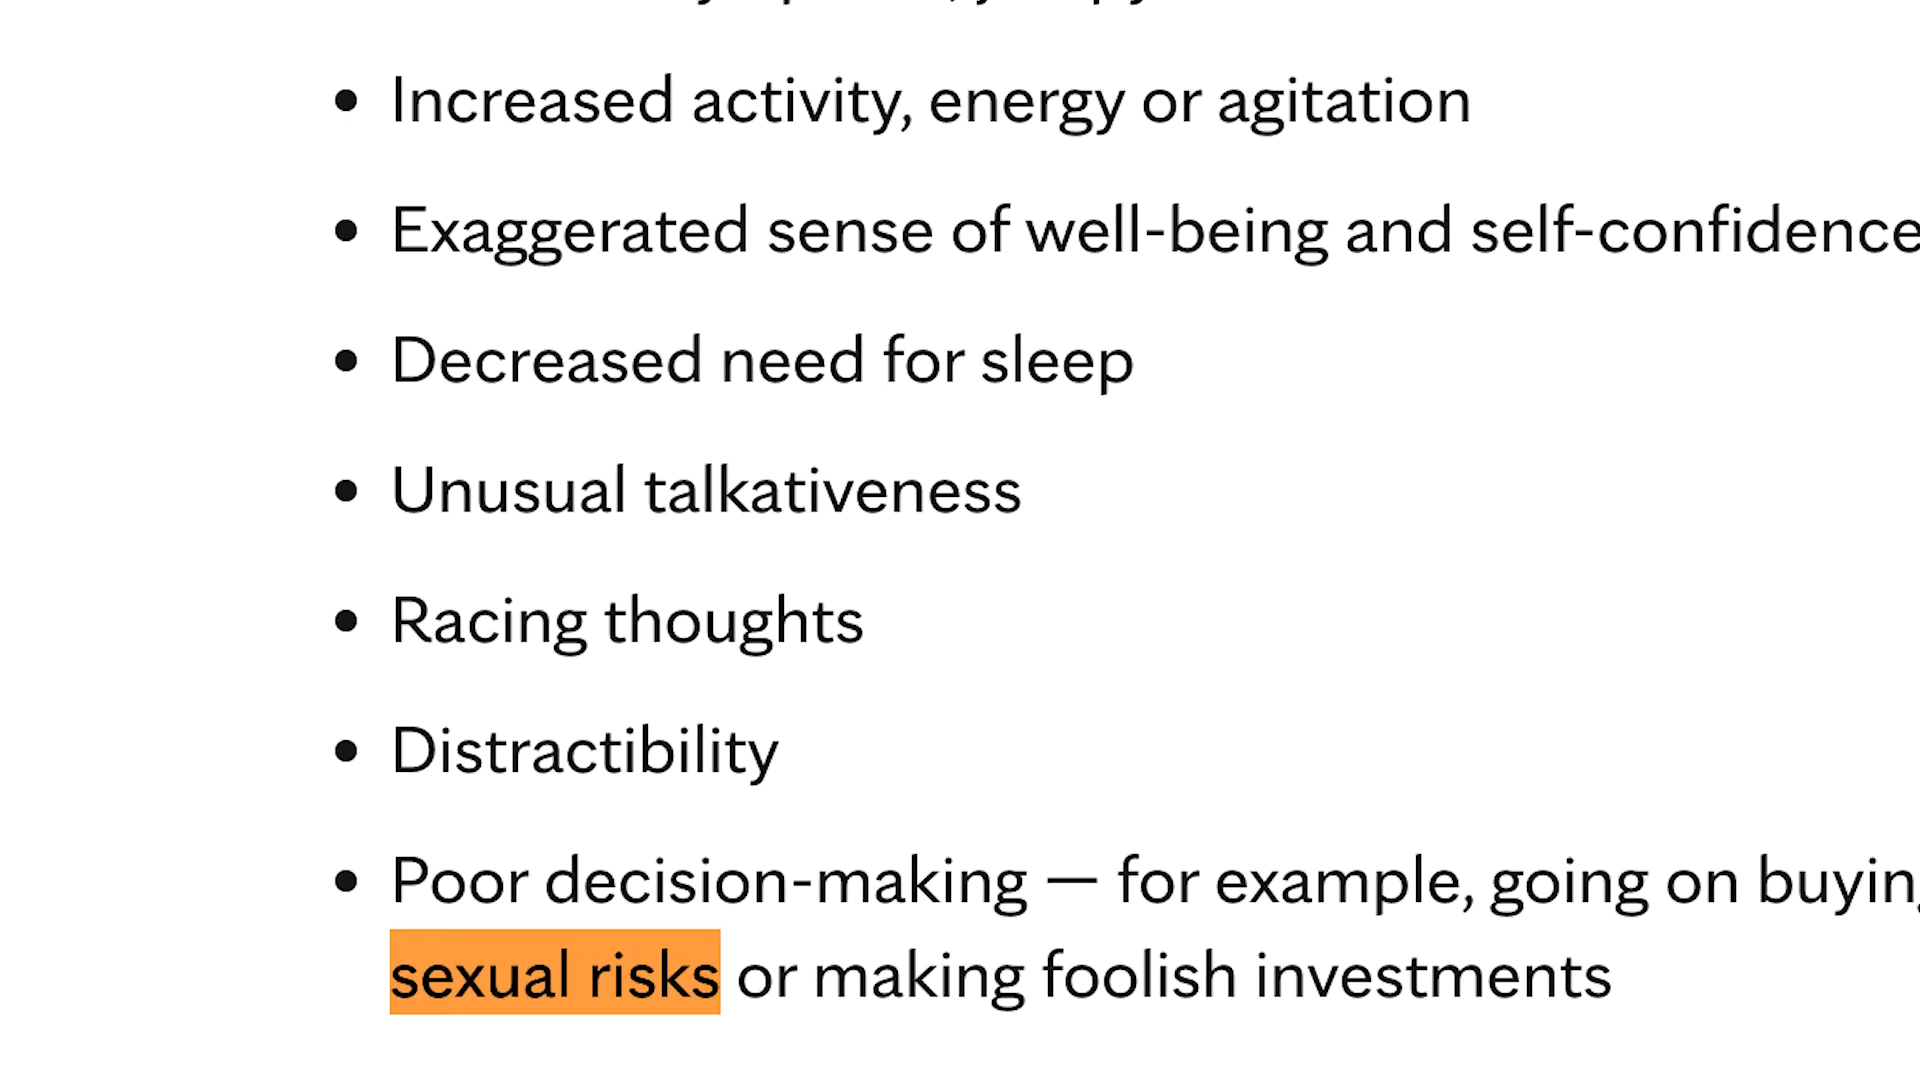 • Increased activity, energy or agitation
• Exaggerated sense of well-being and self-confidence
• Decreased need for sleep
• Unusual talkativeness
• Racing thoughts
• Distractibility
• Poor decision-making — for example, going on buyin
sexual risks or making foolish investments